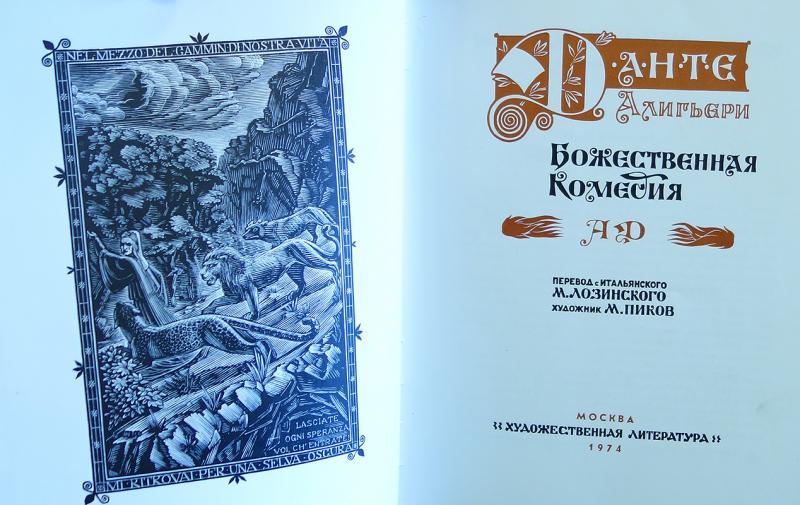 NEL·MEZZO·DEL·CAMMIN·DI·NOSTRA·VITA
LASCIATE
OGNI SPERANZA
VOI, CH'ENTRATE
MI·RITROVAI·PER·UNA·SELVA·OSCURA
Д·А·Н·Т·Е
Алигьери
Божественная
Комедия
АД
ПЕРЕВОД с ИТАЛЬЯНСКОГО
М.ЛОЗИНСКОГО
ХУДОЖНИК М.ПИКОВ
МОСКВА
«ХУДОЖЕСТВЕННАЯ ЛИТЕРАТУРА»
1974